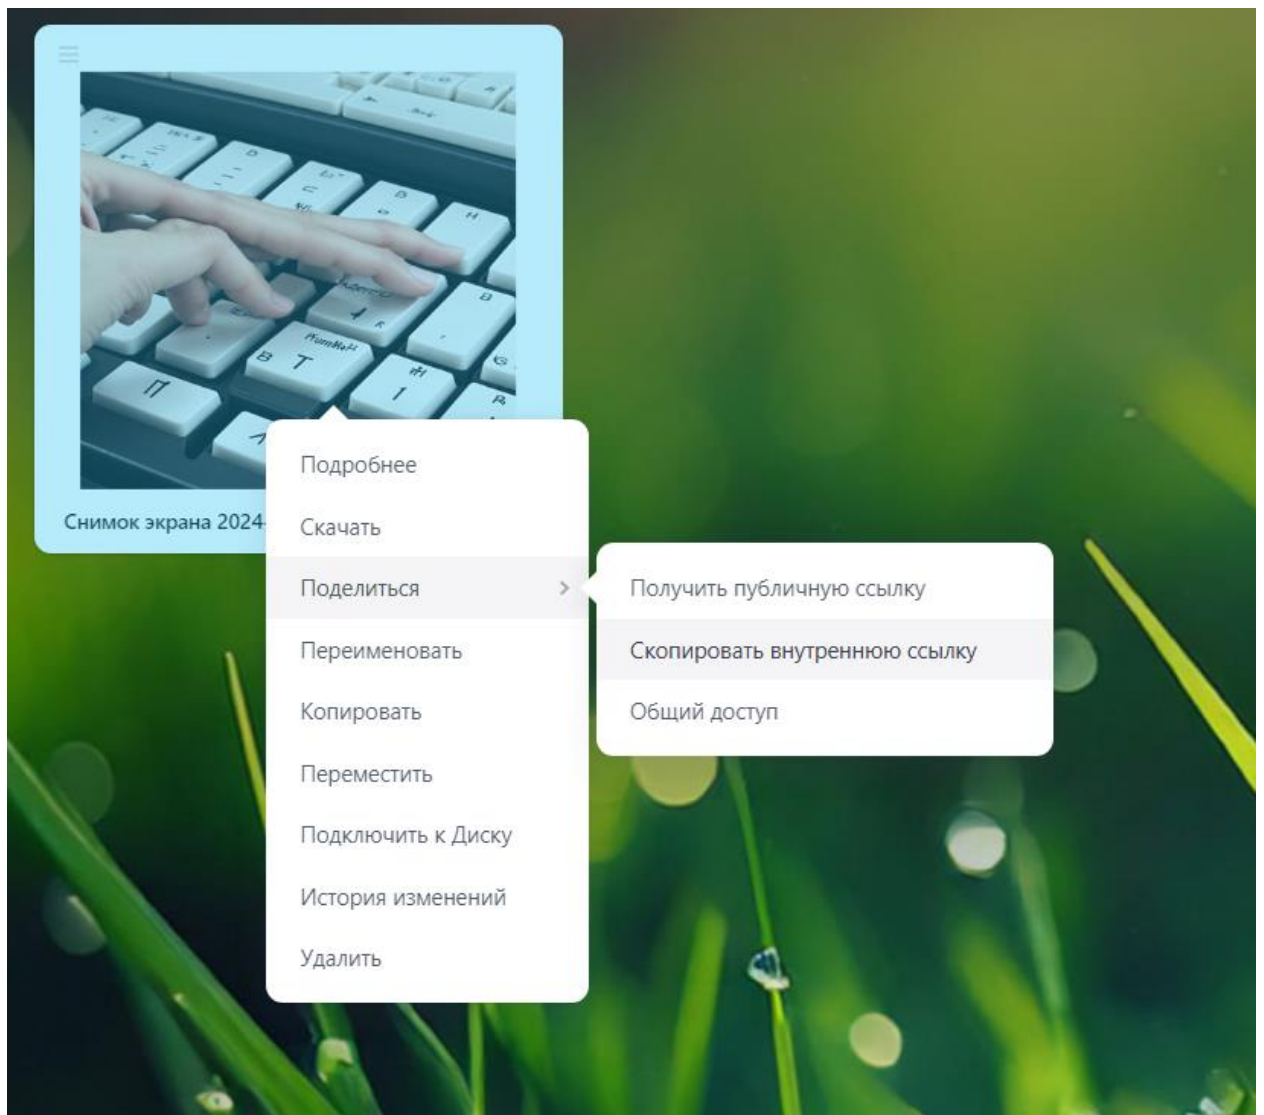 Снимок экрана 2024-
Подробнее
Скачать
Поделиться
Переименовать
Копировать
Переместить
Подключить к Диску
История изменений
Удалить
Получить публичную ссылку
Скопировать внутреннюю ссылку
Общий доступ